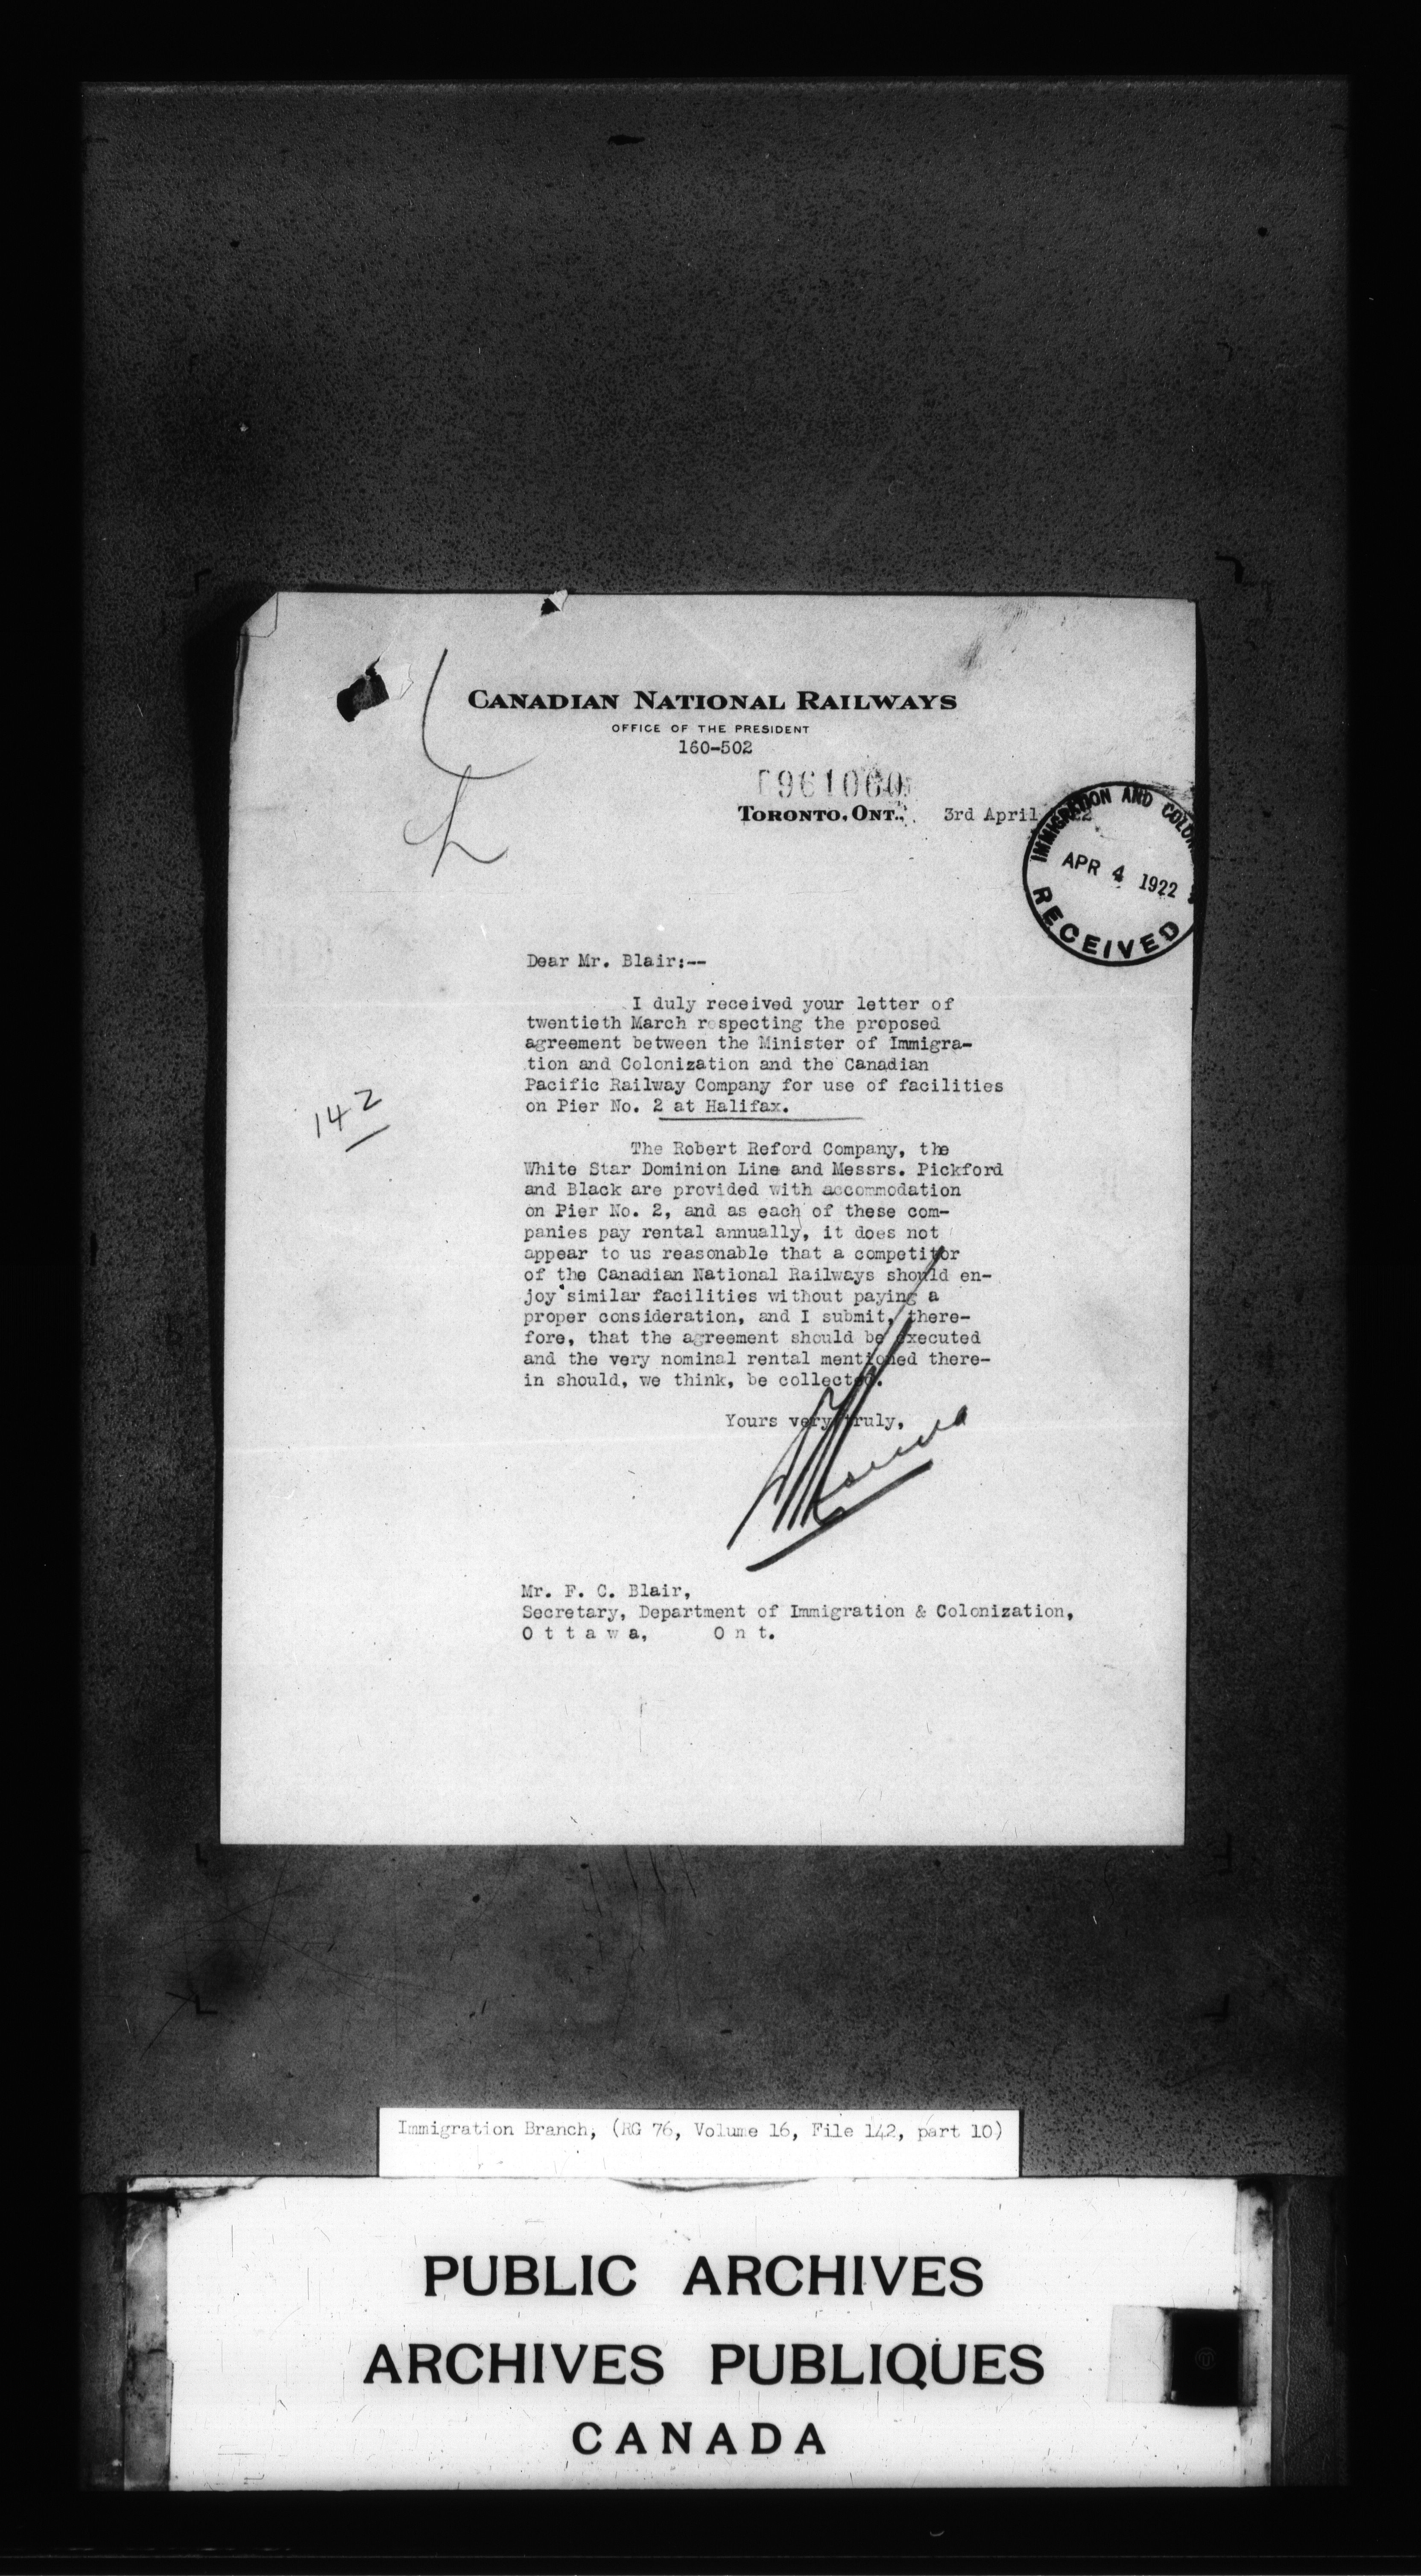 CANADIAN NATIONAL RAILWAYS
OFFICE OF THE PRESIDENT
160-502
961060
TORONTO, ONT., 3rd April 22
IMMIGRATION AND COLON
APR 4 1922
RECEIVED
Dear Mr. Blair:--
I duly received your letter of
twentieth March respecting the proposed
agreement between the Minister of Immigra-
tion and Colonization and the Canadian
Pacific Railway Company for use of facilities
on Pier No. 2 at Halifax.
142
The Robert Reford Company, the
White Star Dominion Line and Messrs. Pickford
and Black are provided with accommodation
on Pier No. 2, and as each of these com-
panies pay rental annually, it does not
appear to us reasonable that a competitor
of the Canadian National Railways should en-
joy similar facilities without paying a
proper consideration, and I submit, there-
fore, that the agreement should be executed
and the very nominal rental mentioned there-
in should, we think, be collected.
Yours very truly,
Mr. F. C. Blair,
Secretary, Department of Immigration & Colonization,
O t t a w a, O n t.
Immigration Branch, (RG 76, Volume 16, File 142, part 10)
PUBLIC ARCHIVES
ARCHIVES PUBLIQUES
CANADA